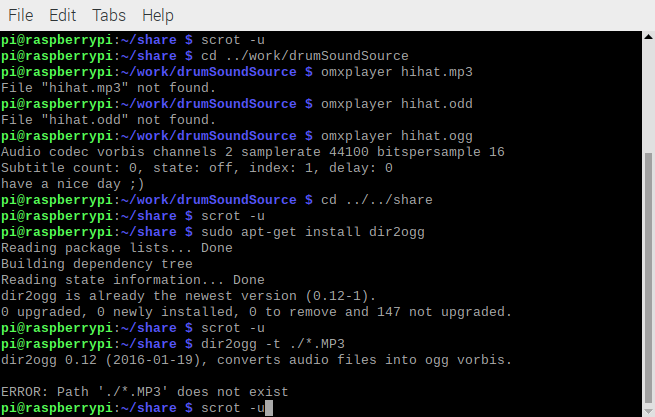 File Edit Tabs Help
pi@raspberrypi:~/share $ scrot -u
pi@raspberrypi:~/share $ cd ../work/drumSoundSource
pi@raspberrypi:~/work/drumSoundSource $ omxplayer hihat.mp3
File "hihat.mp3" not found.
pi@raspberrypi:~/work/drumSoundSource $ omxplayer hihat.odd
File "hihat.odd" not found.
pi@raspberrypi:~/work/drumSoundSource $ omxplayer hihat.ogg
Audio codec vorbis channels 2 samplerate 44100 bitspersample 16
Subtitle count: 0, state: off, index: 1, delay: 0
have a nice day ;)
pi@raspberrypi:~/work/drumSoundSource $ cd ../../share
pi@raspberrypi:~/share $ scrot -u
pi@raspberrypi:~/share $ sudo apt-get install dir2ogg
Reading package lists... Done
Building dependency tree
Reading state information... Done
dir2ogg is already the newest version (0.12-1).
0 upgraded, 0 newly installed, 0 to remove and 147 not upgraded.
pi@raspberrypi:~/share $ scrot -u
pi@raspberrypi:~/share $ dir2ogg -t ./*.MP3
dir2ogg 0.12 (2016-01-19), converts audio files into ogg vorbis.
ERROR: Path './*.MP3' does not exist
pi@raspberrypi:~/share $ scrot -u